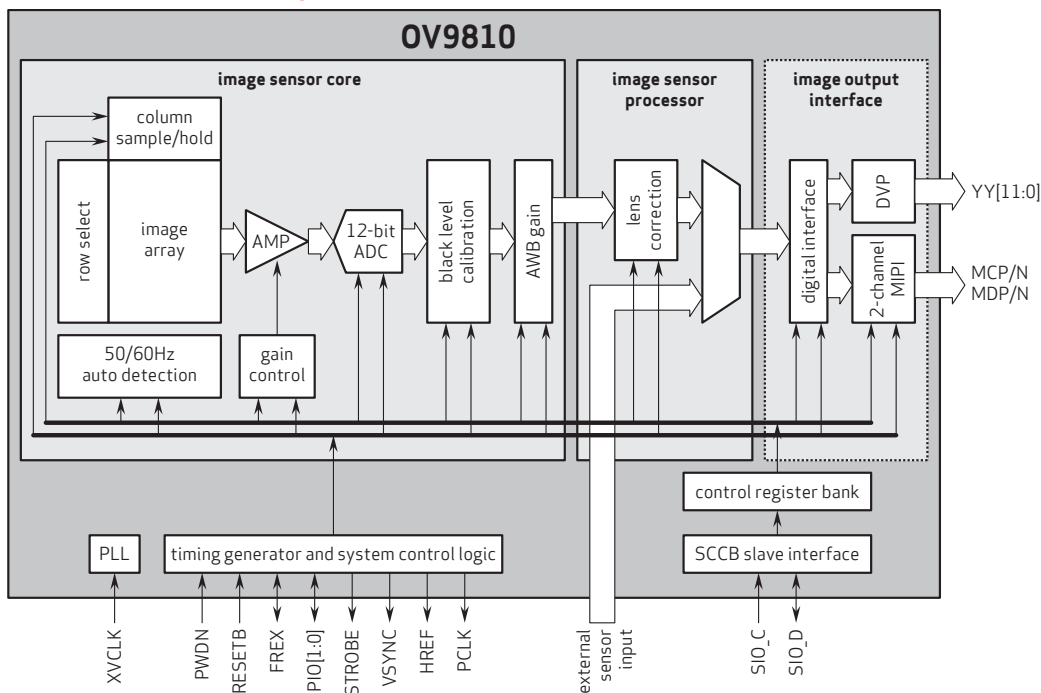 OV9810
image sensor core
image sensor
processor
image output
interface
column
sample/hold
row select
image
array
AMP
12-bit
ADC
black level
calibration
AWB gain
lens
correction
digital interface
DVP
2-channel
MIPI
YY[11:0]
MCP/N
MDP/N
50/60Hz
auto detection
gain
control
control register bank
PLL
timing generator and system control logic
SCCB slave interface
XVCLK
PWDN
RESETB
FREX
PIO[1:0]
STROBE
VSYNC
HREF
PCLK
external
sensor
input
SIO_C
SIO_D